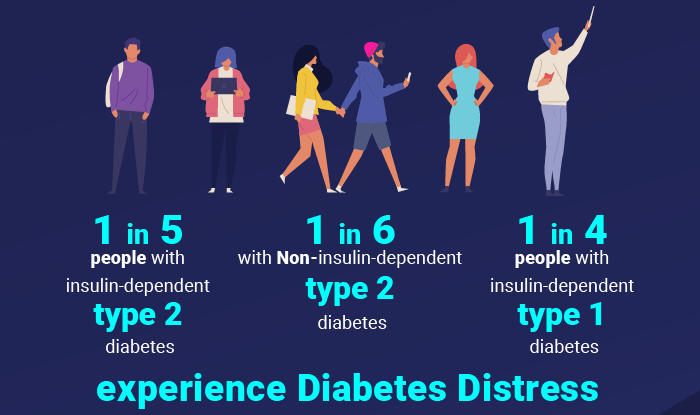 1 in 5
people with
insulin-dependent
type 2
diabetes
1 in 6
with Non-insulin-dependent
type 2
diabetes
1 in 4
people with
insulin-dependent
type 1
diabetes
experience Diabetes Distress